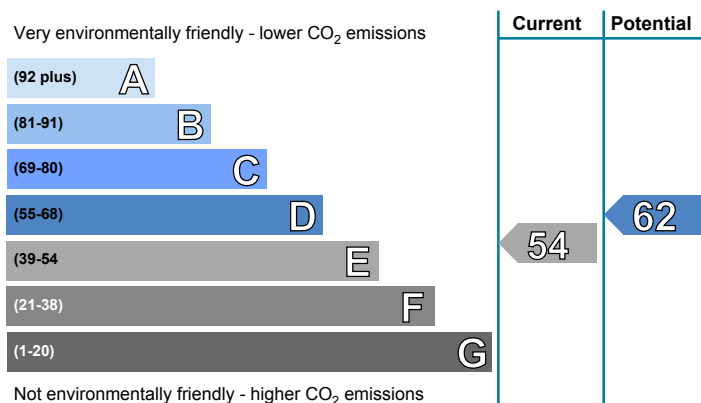 Very environmentally friendly - lower CO₂ emissions
Current
Potential
(92 plus) A
(81-91) B
(69-80) C
(55-68) D
62
(39-54 E
54
(21-38) F
(1-20) G
Not environmentally friendly - higher CO₂ emissions